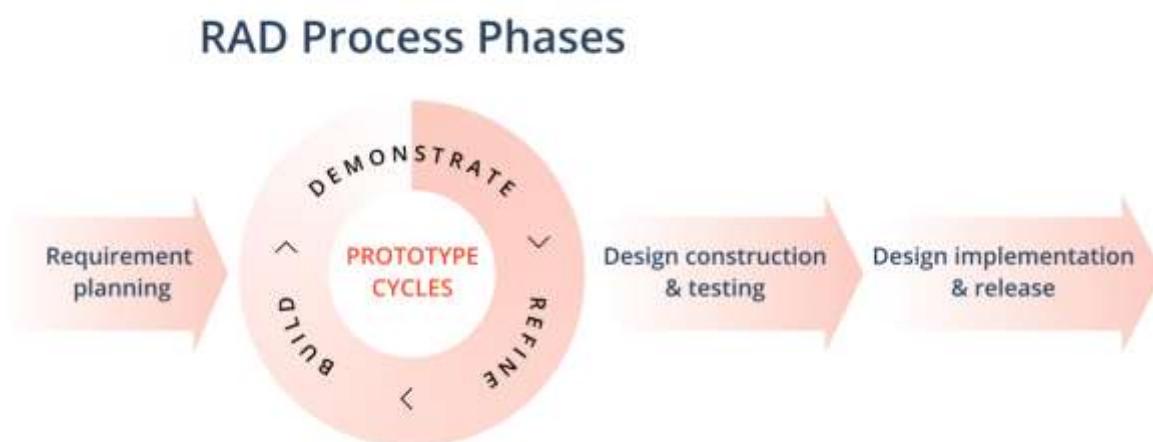 RAD Process Phases
Requirement
planning
DEMONSTRATE
REFINE
BUILD
PROTOTYPE
CYCLES
Design construction
& testing
Design implementation
& release